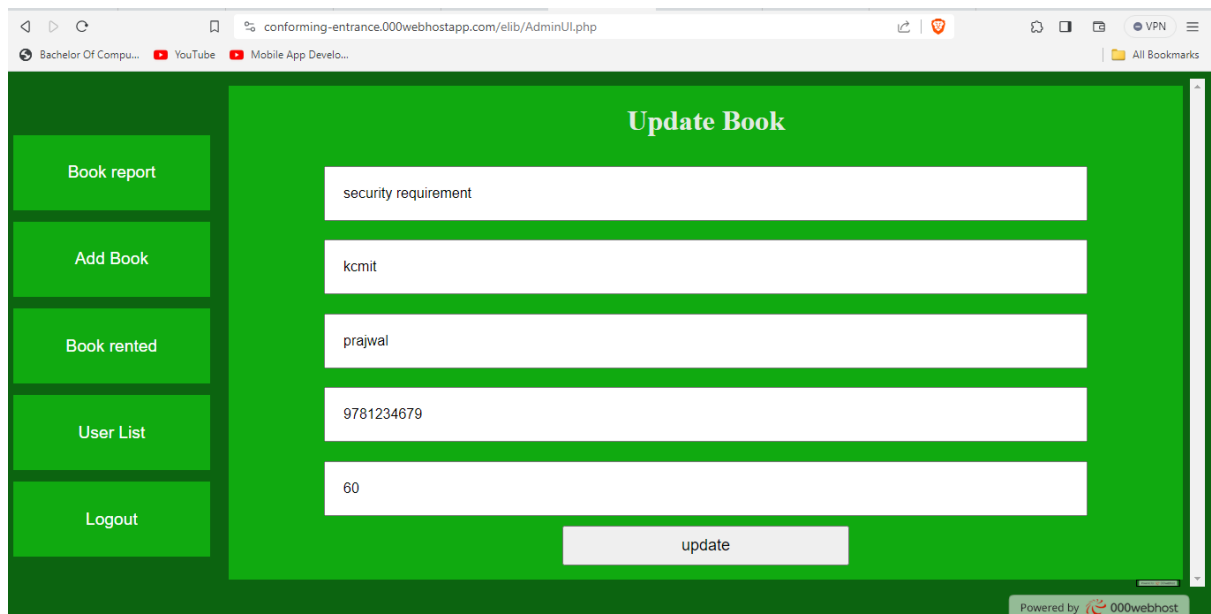 conforming-entrance.000webhostapp.com/elib/AdminUI.php
VPN
Bachelor Of Compu...
YouTube
Mobile App Develo...
All Bookmarks
Book report
Add Book
Book rented
User List
Logout
Update Book
security requirement
kcmit
prajwal
9781234679
60
update
Powered by 000webhost